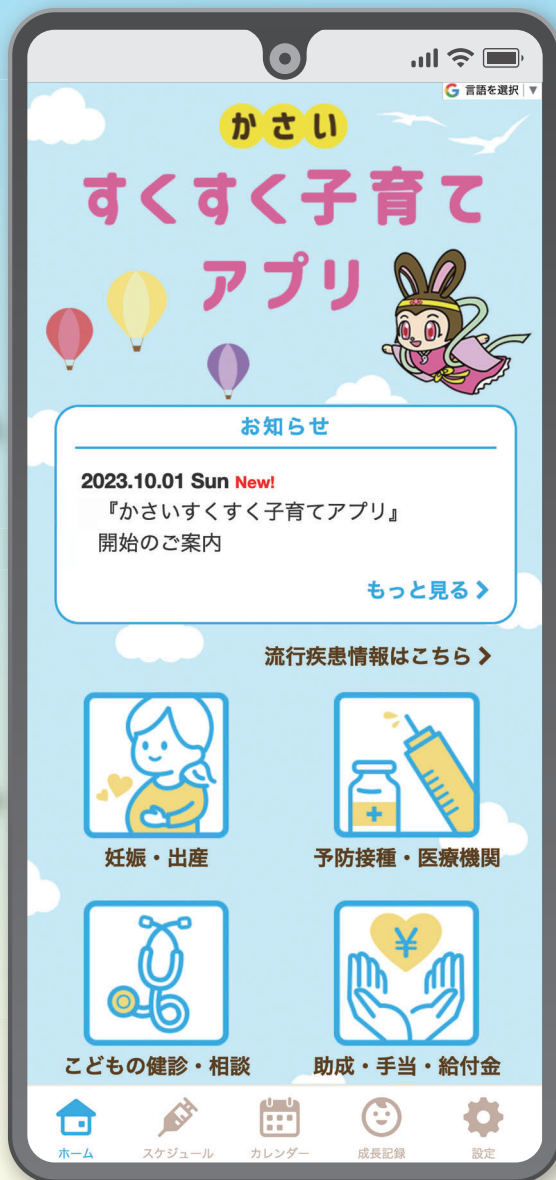 言語を選択
かさい
すくすく子育て
アプリ
お知らせ
2023.10.01 Sun New!
『かさいすくすく子育てアプリ』
開始のご案内
もっと見る
流行疾患情報はこちら
妊娠・出産
予防接種・医療機関
こどもの健診・相談
助成・手当・給付金
ホーム
スケジュール
カレンダー
成長記録
設定